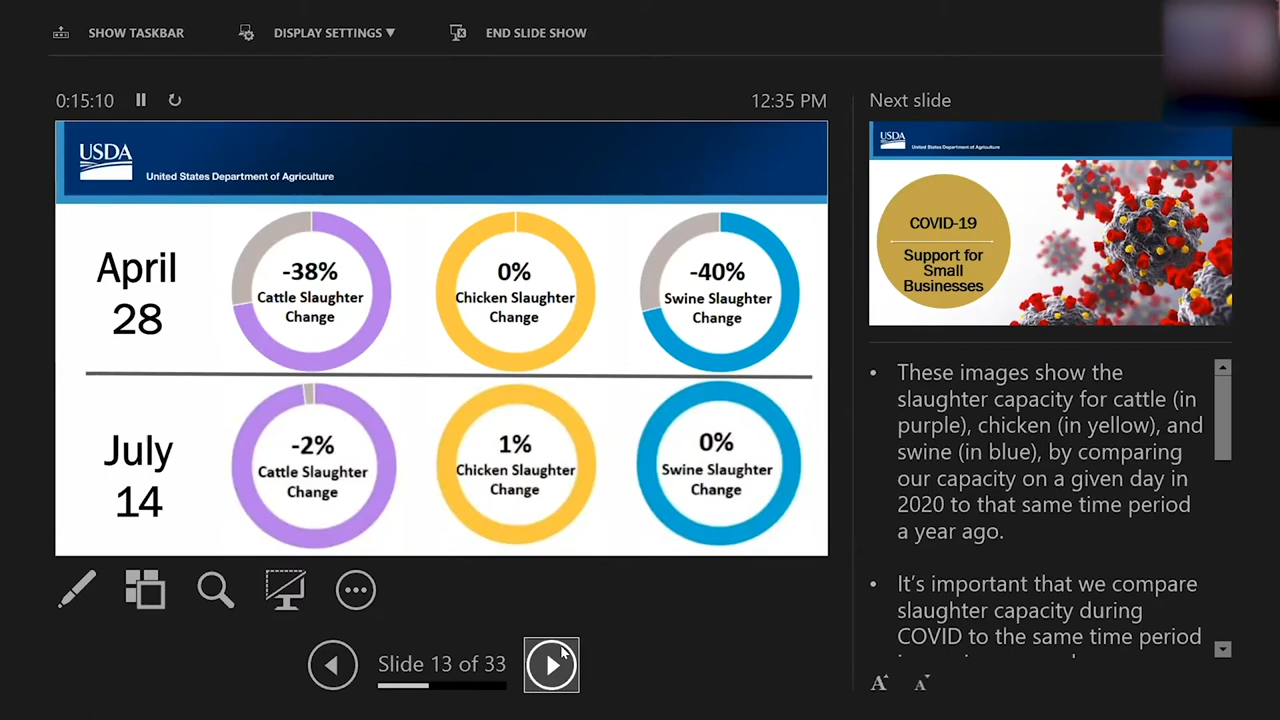 SHOW TASKBAR
DISPLAY SETTINGS ▼
END SLIDE SHOW
0:15:10
12:35 PM
USDA
United States Department of Agriculture
April
28
-38%
Cattle Slaughter
Change
0%
Chicken Slaughter
Change
-40%
Swine Slaughter
Change
July
14
-2%
Cattle Slaughter
Change
1%
Chicken Slaughter
Change
0%
Swine Slaughter
Change
Slide 13 of 33
Next slide
USDA
United States Department of Agriculture
COVID-19
Support for
Small
Businesses
• These images show the
slaughter capacity for cattle (in
purple), chicken (in yellow), and
swine (in blue), by comparing
our capacity on a given day in
2020 to that same time period
a year ago.
• It’s important that we compare
slaughter capacity during
COVID to the same time period
A A